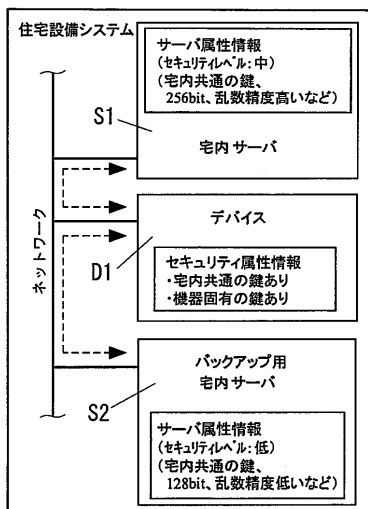 住宅設備システム
サーバ属性情報
(セキュリティレベル:中)
(宅内共通の鍵、
256bit、乱数精度高いなど)
S1
宅内サーバ
ネットワーク
デバイス
D1
セキュリティ属性情報
・宅内共通の鍵あり
・機器固有の鍵あり
バックアップ用
宅内サーバ
S2
サーバ属性情報
(セキュリティレベル:低)
(宅内共通の鍵、
128bit、乱数精度低いなど)